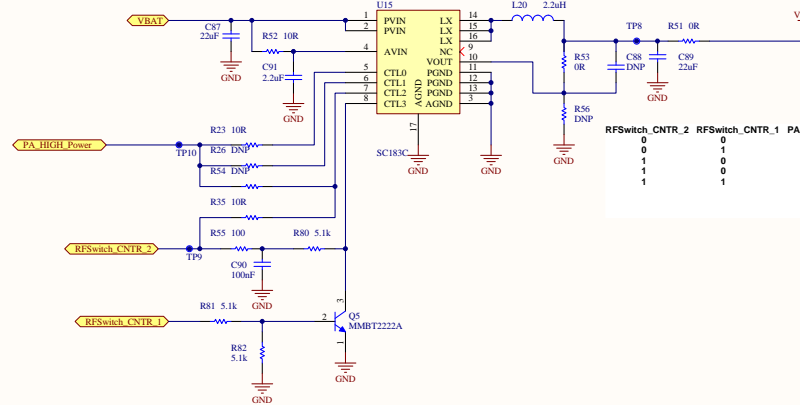 U15
L20 2.2uH
VBAT
C87
22uF
R52 10R
C91
2.2uF
GND
GND
1 PVIN
2 PVIN
4 AVIN
5 CTL0
6 CTL1
7 CTL2
8 CTL3
LX 14
LX 15
LX 16
NC 9
VOUT 10
PGND 11
PGND 12
PGND 13
AGND 3
AGND
17
SC183C
GND
GND
TP8
R51 0R
R53
0R
C88
DNP
C89
22uF
GND
R56
DNP
GND
V
RFSwitch_CNTR_2 RFSwitch_CNTR_1 PA
0 0
0 1
1 0
0 0
1 1
1 1
R23 10R
PA_HIGH_Power
TP10
R26 DNP
R54 DNP
R35 10R
RFSwitch_CNTR_2
TP9
R55 100
R80 5.1k
C90
100nF
GND
R81 5.1k
RFSwitch_CNTR_1
2
3
1
Q5
MMBT2222A
R82
5.1k
GND
GND